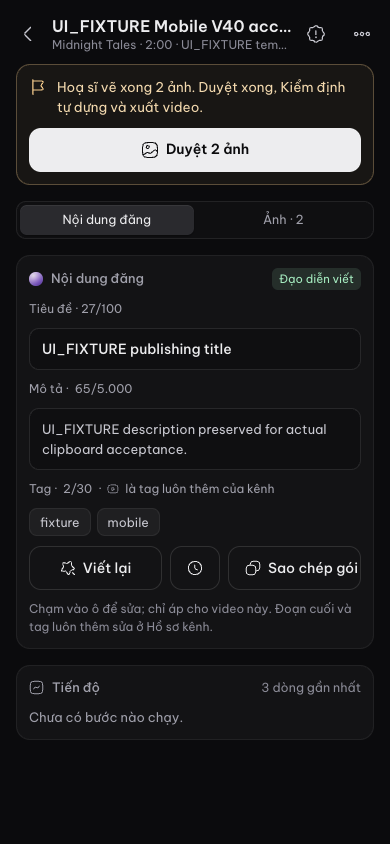 UI_FIXTURE Mobile V40 acc...
Midnight Tales · 2:00 · UI_FIXTURE tem...
Hoạ sĩ vẽ xong 2 ảnh. Duyệt xong, Kiểm định
tự dựng và xuất video.
Duyệt 2 ảnh
Nội dung đăng
Ảnh · 2
Nội dung đăng
Đạo diễn viết
Tiêu đề · 27/100
UI_FIXTURE publishing title
Mô tả · 65/5.000
UI_FIXTURE description preserved for actual
clipboard acceptance.
Tag · 2/30 · là tag luôn thêm của kênh
fixture
mobile
Viết lại
Sao chép gói
Chạm vào ô để sửa; chỉ áp cho video này. Đoạn cuối và
tag luôn thêm sửa ở Hồ sơ kênh.
Tiến độ
3 dòng gần nhất
Chưa có bước nào chạy.